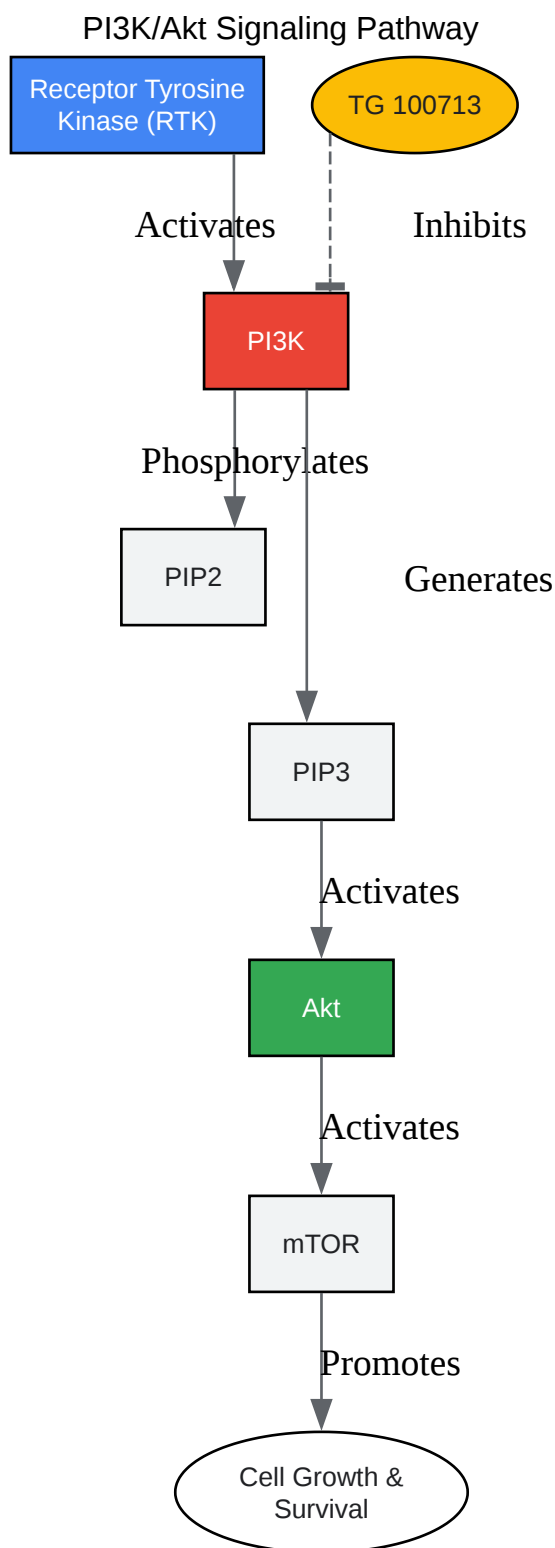 PI3K/Akt Signaling Pathway
Receptor Tyrosine
Kinase (RTK)
TG 100713
Activates
Inhibits
PI3K
Phosphorylates
PIP2
Generates
PIP3
Activates
Akt
Activates
mTOR
Promotes
Cell Growth &
Survival